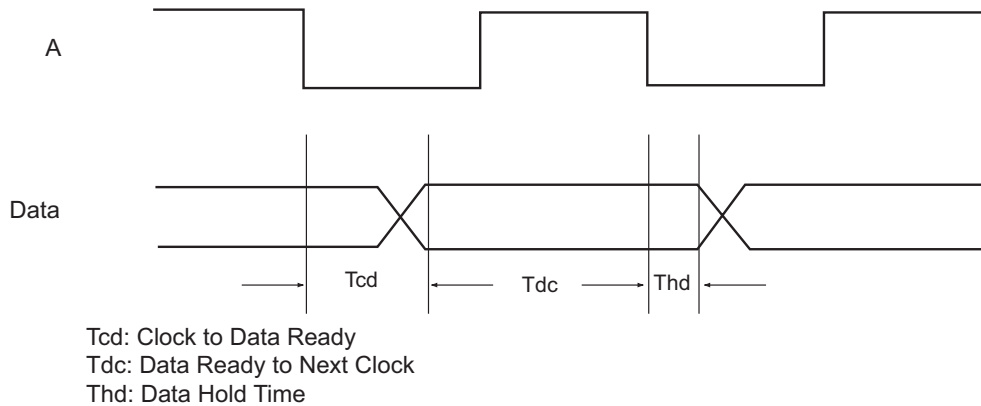 A
Data
Tcd
Tdc
Thd
Tcd: Clock to Data Ready
Tdc: Data Ready to Next Clock
Thd: Data Hold Time